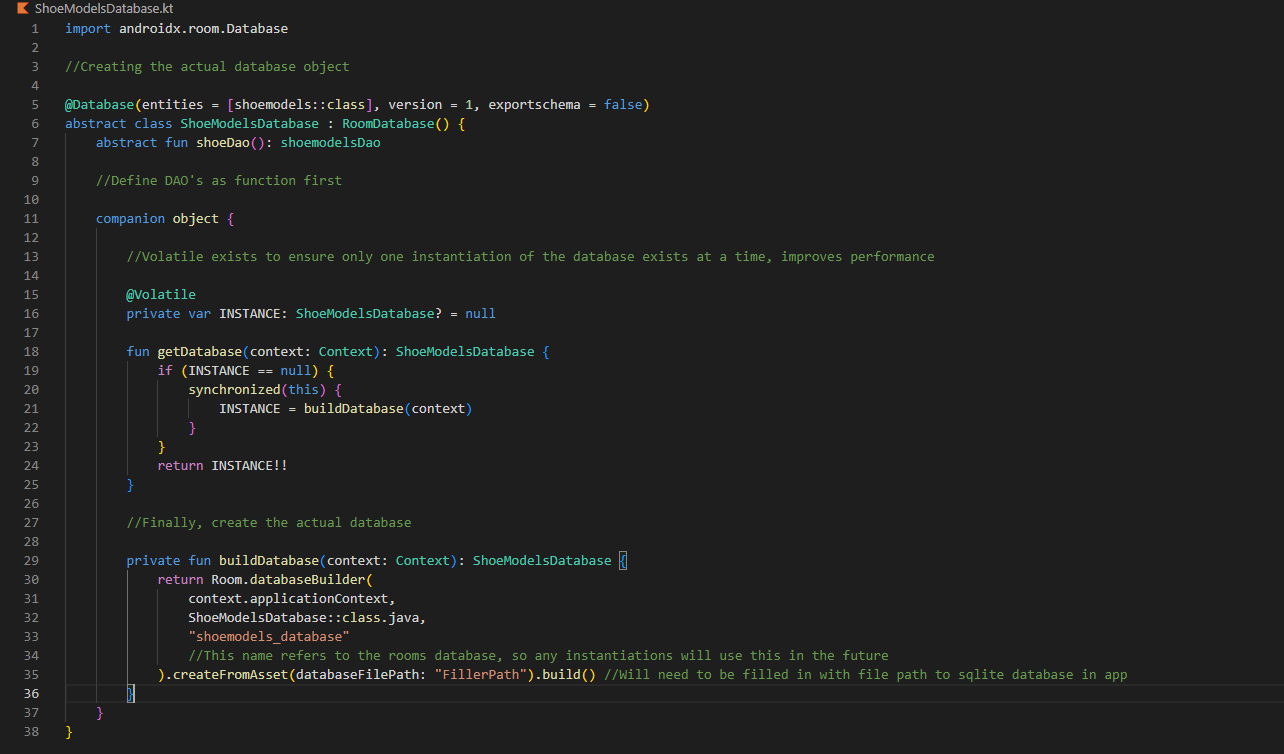 ShoeModelsDatabase.kt
1 import androidx.room.Database
2
3 //Creating the actual database object
4
5 @Database(entities = [shoemodels::class], version = 1, exportschema = false)
6 abstract class ShoeModelsDatabase : RoomDatabase() {
7     abstract fun shoeDao(): shoemodelsDao
8
9     //Define DAO's as function first
10
11     companion object {
12
13         //Volatile exists to ensure only one instantiation of the database exists at a time, improves performance
14
15         @Volatile
16         private var INSTANCE: ShoeModelsDatabase? = null
17
18         fun getDatabase(context: Context): ShoeModelsDatabase {
19             if (INSTANCE == null) {
20                 synchronized(this) {
21                     INSTANCE = buildDatabase(context)
22                 }
23             }
24             return INSTANCE!!
25         }
26
27         //Finally, create the actual database
28
29         private fun buildDatabase(context: Context): ShoeModelsDatabase {
30             return Room.databaseBuilder(
31                 context.applicationContext,
32                 ShoeModelsDatabase::class.java,
33                 "shoemodels_database"
34                 //This name refers to the rooms database, so any instantiations will use this in the future
35             ).createFromAsset(databaseFilePath: "FillerPath").build() //Will need to be filled in with file path to sqlite database in app
36         }
37     }
38 }